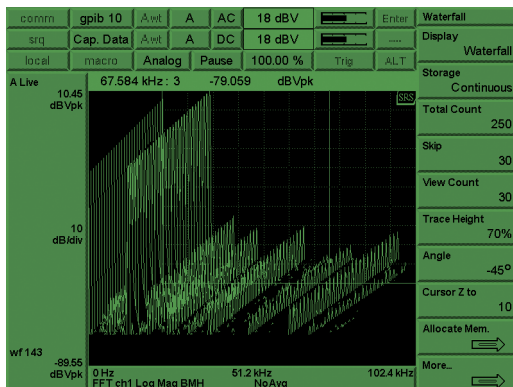 comm gpib 10 Awt A AC 18 dBV Enter
srq Cap. Data Awt A DC 18 dBV ----
local macro Analog Pause 100.00 % Trig ALT
A Live 67.584 kHz : 3 -79.059 dBVpk
10.45
dBVpk
SRS
10
dB/div
wf 143
-89.55
dBVpk
0 Hz 51.2 kHz 102.4 kHz
FFT ch1 Log Mag BMH NoAvg
Waterfall
Display
Waterfall
Storage
Continuous
Total Count
250
Skip
30
View Count
30
Trace Height
70%
Angle
-45º
Cursor Z to
10
Allocate Mem.
More...